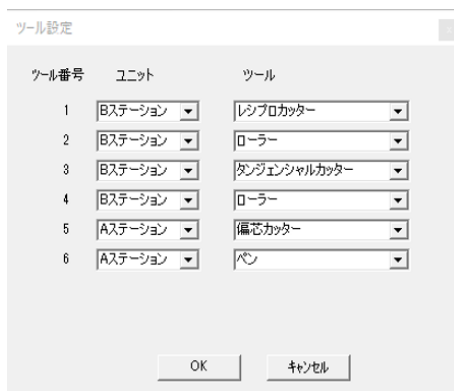 ツール設定
ツール番号 ユニット ツール
1 Bステーション レシプロカッター
2 Bステーション ローラー
3 Bステーション タンジェンシャルカッター
4 Bステーション ローラー
5 Aステーション 偏芯カッター
6 Aステーション ペン
OK キャンセル